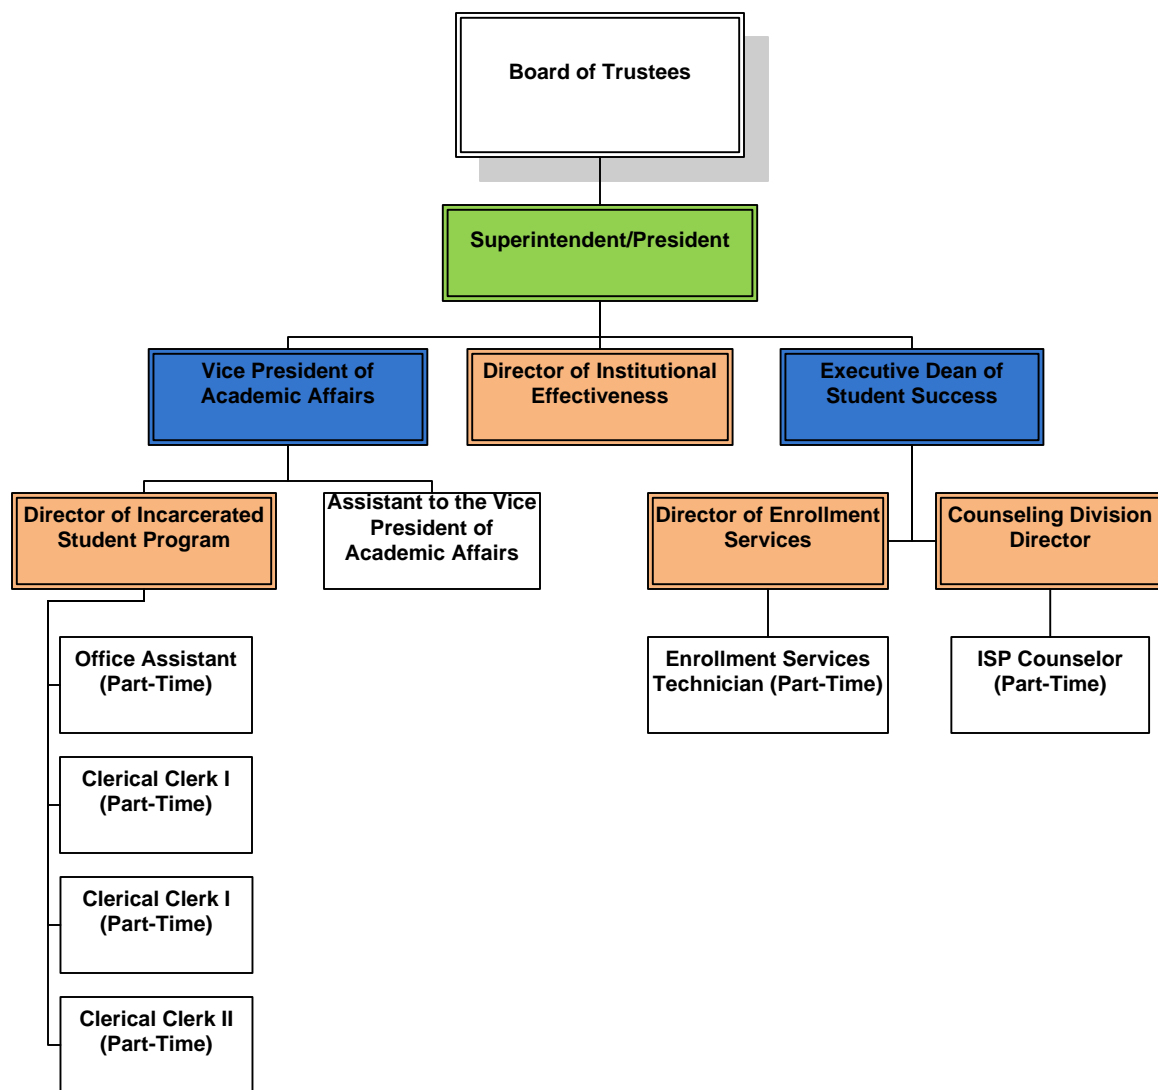 Board of Trustees
Superintendent/President
Vice President of
Academic Affairs
Director of Institutional
Effectiveness
Executive Dean of
Student Success
Director of Incarcerated
Student Program
Assistant to the Vice
President of
Academic Affairs
Director of Enrollment
Services
Counseling Division
Director
Office Assistant
(Part-Time)
Enrollment Services
Technician (Part-Time)
ISP Counselor
(Part-Time)
Clerical Clerk I
(Part-Time)
Clerical Clerk I
(Part-Time)
Clerical Clerk II
(Part-Time)